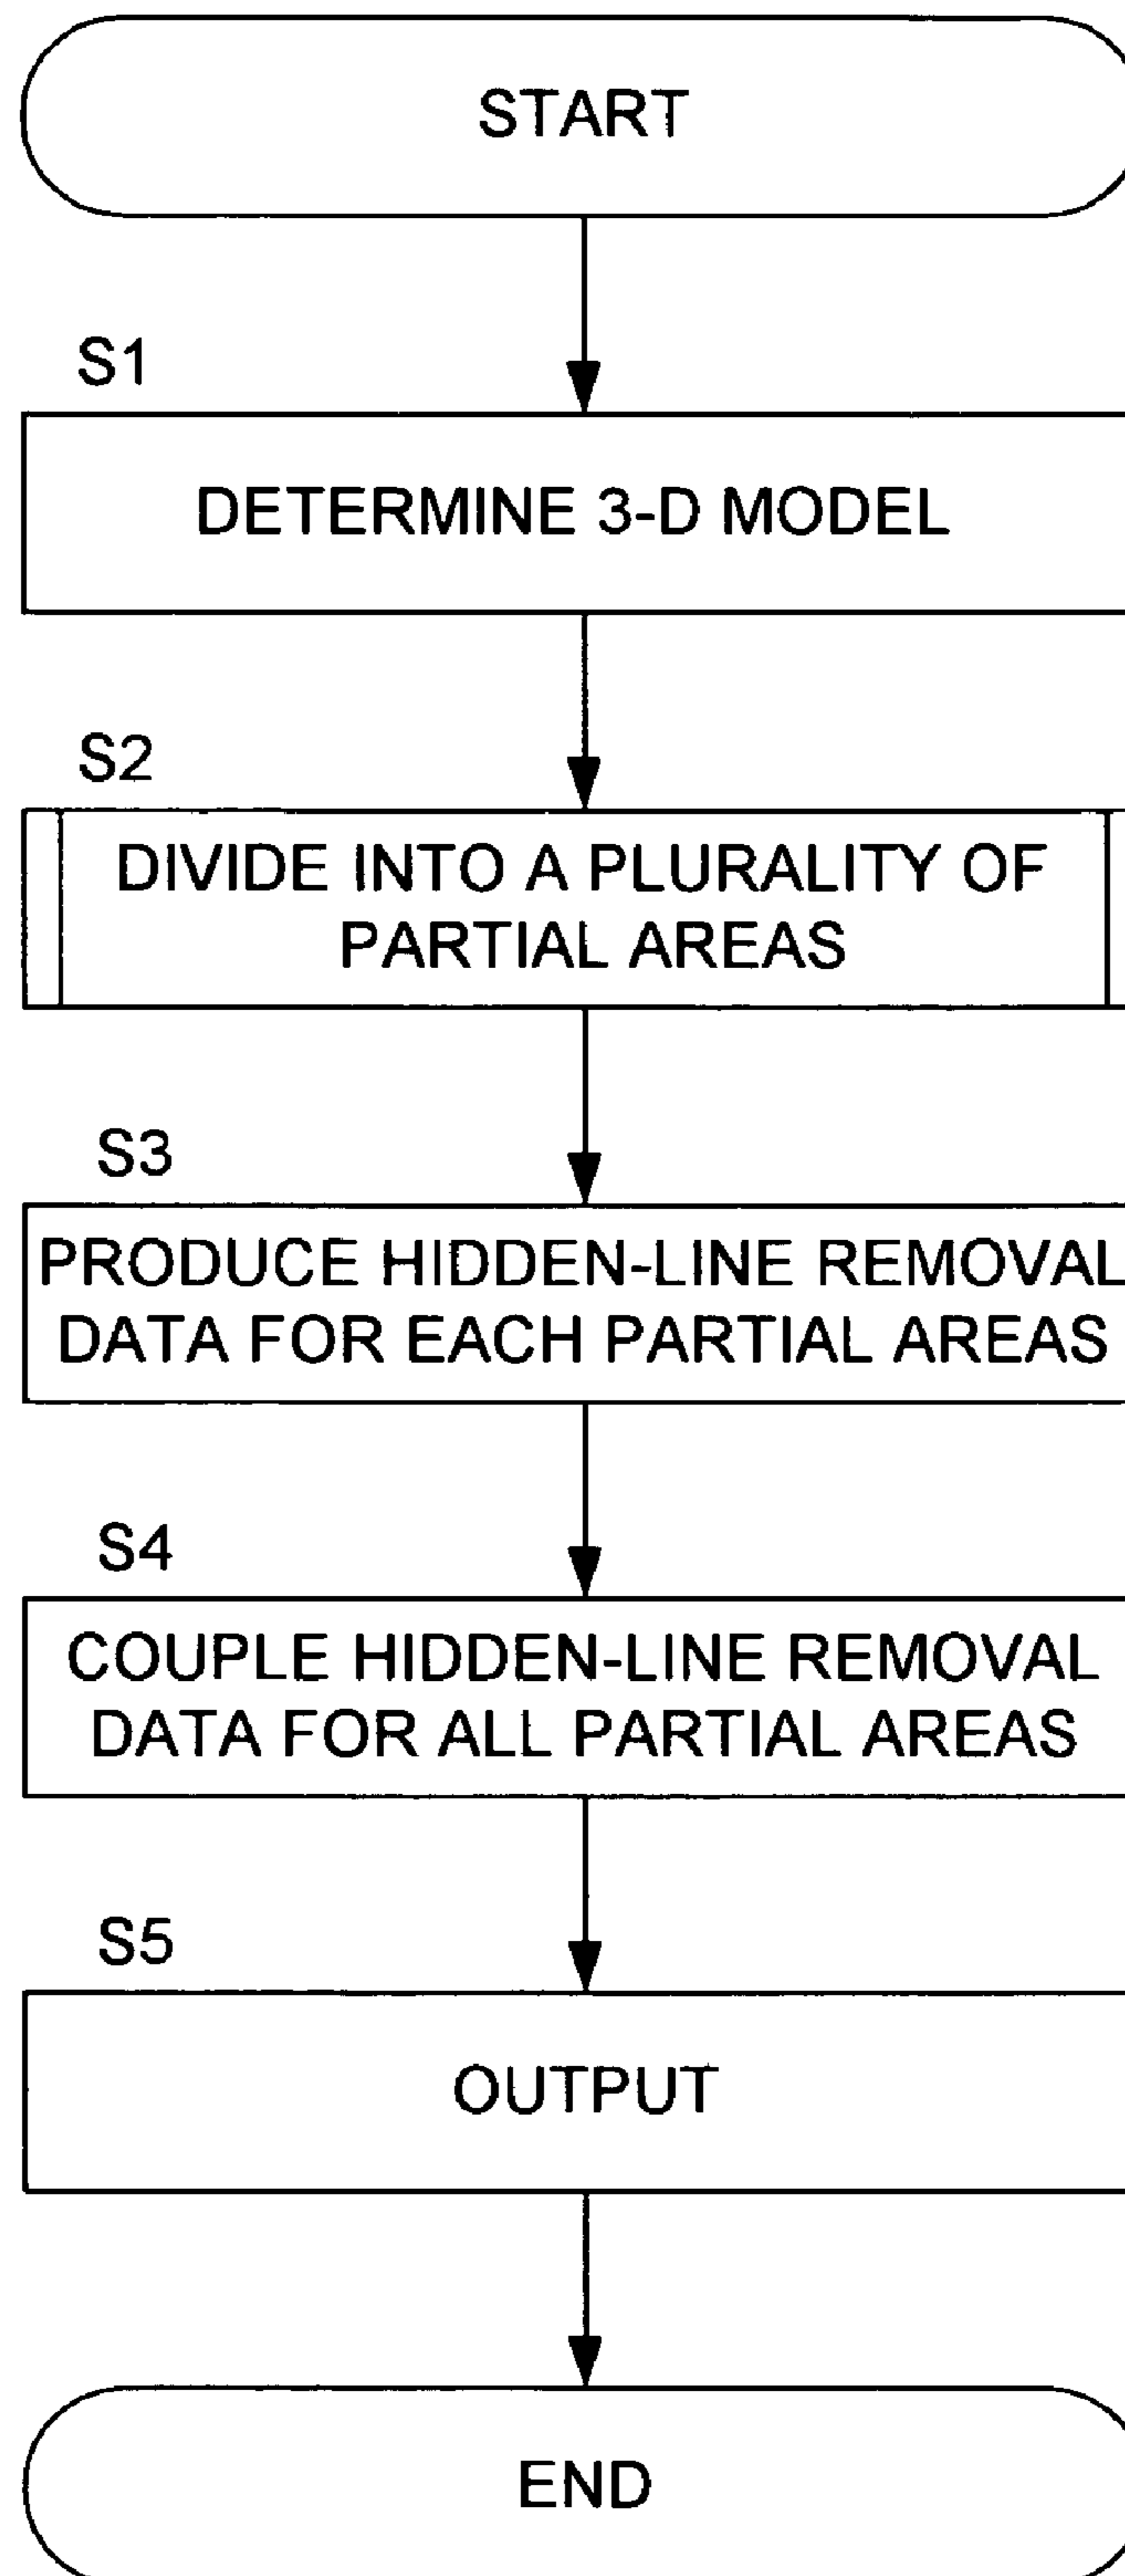 START
S1
DETERMINE 3-D MODEL
S2
DIVIDE INTO A PLURALITY OF
PARTIAL AREAS
S3
PRODUCE HIDDEN-LINE REMOVAL
DATA FOR EACH PARTIAL AREAS
S4
COUPLE HIDDEN-LINE REMOVAL
DATA FOR ALL PARTIAL AREAS
S5
OUTPUT
END